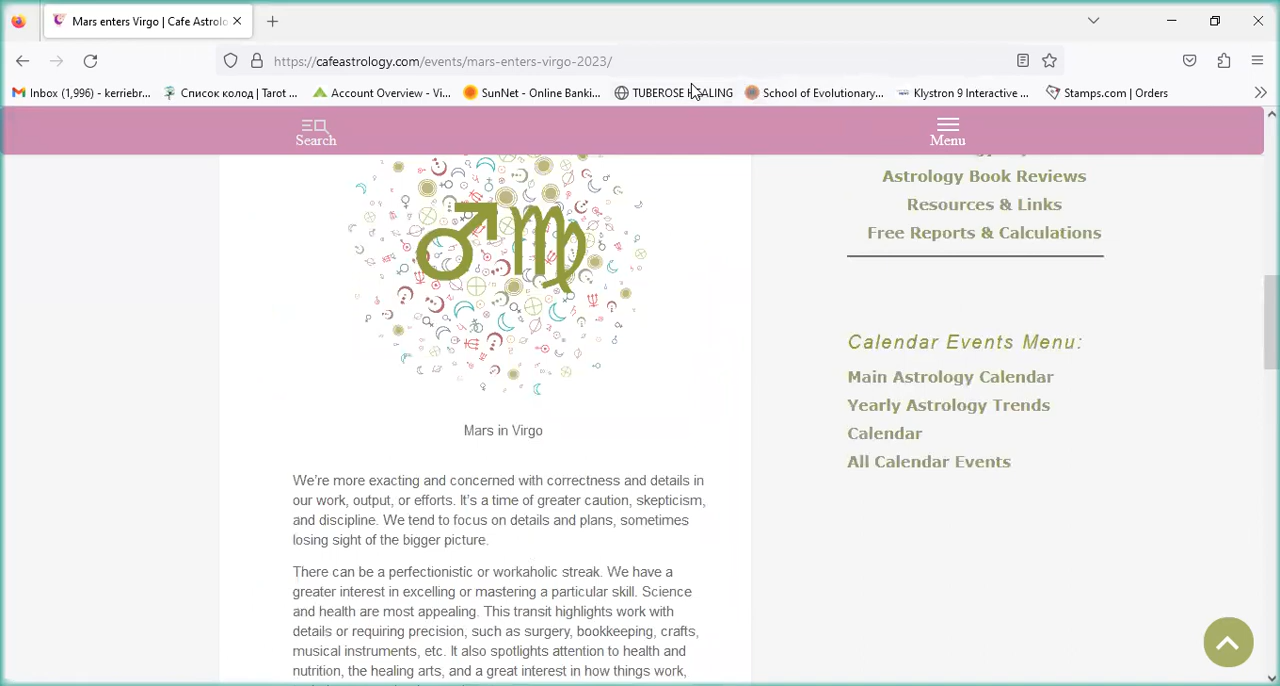 Mars enters Virgo | Cafe Astrolo
https://cafeastrology.com/events/mars-enters-virgo-2023/
Inbox (1,996) - kerriebr... Список колод | Tarot ... Account Overview - Vi... SunNet - Online Banki... TUBEROSE HEALING School of Evolutionary... Klystron 9 Interactive ... Stamps.com | Orders
Search
Menu
Astrology Book Reviews
Resources & Links
Free Reports & Calculations
Mars in Virgo
We're more exacting and concerned with correctness and details in
our work, output, or efforts. It's a time of greater caution, skepticism,
and discipline. We tend to focus on details and plans, sometimes
losing sight of the bigger picture.
There can be a perfectionistic or workaholic streak. We have a
greater interest in excelling or mastering a particular skill. Science
and health are most appealing. This transit highlights work with
details or requiring precision, such as surgery, bookkeeping, crafts,
musical instruments, etc. It also spotlights attention to health and
nutrition, the healing arts, and a great interest in how things work,
Calendar Events Menu:
Main Astrology Calendar
Yearly Astrology Trends
Calendar
All Calendar Events